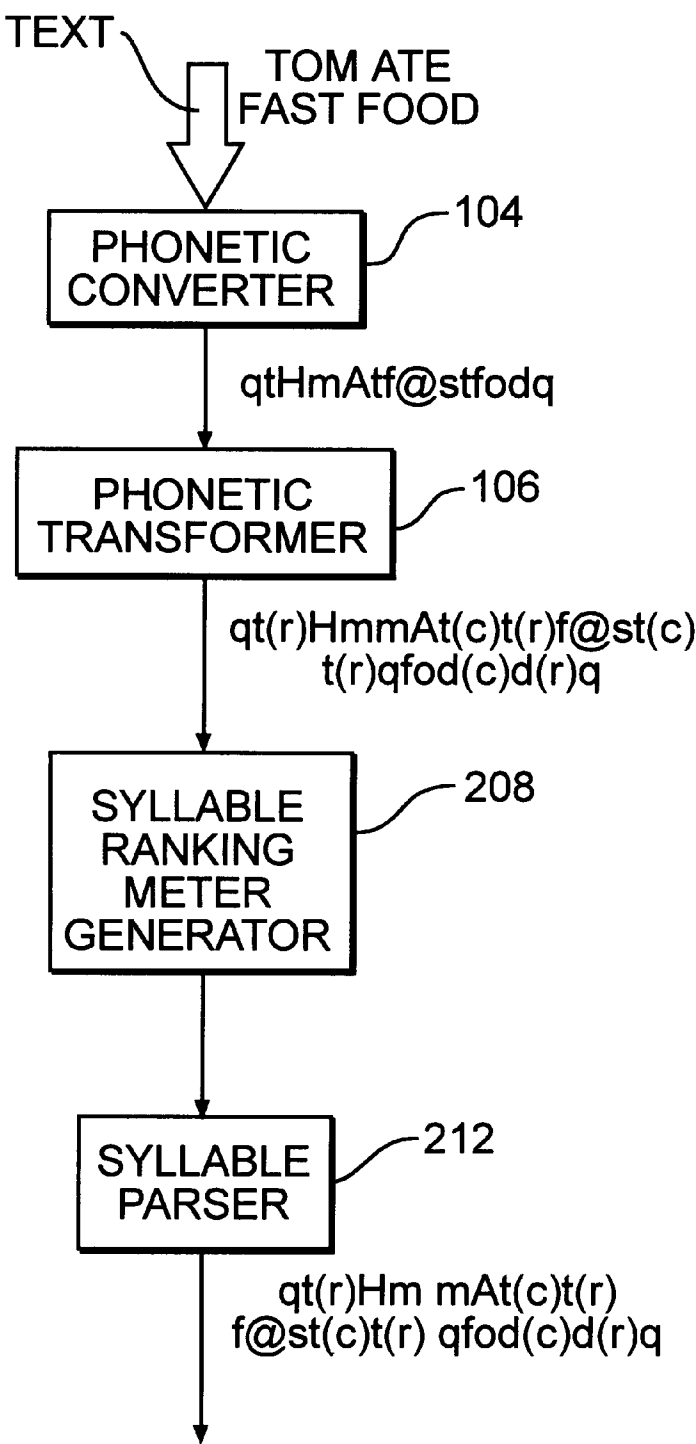 TEXT
TOM ATE
FAST FOOD
104
PHONETIC
CONVERTER
qtHmAtf@stfodq
106
PHONETIC
TRANSFORMER
qt(r)HmmAt(c)t(r)f@st(c)
t(r)qfod(c)d(r)q
208
SYLLABLE
RANKING
METER
GENERATOR
212
SYLLABLE
PARSER
qt(r)Hm mAt(c)t(r)
f@st(c)t(r) qfod(c)d(r)q